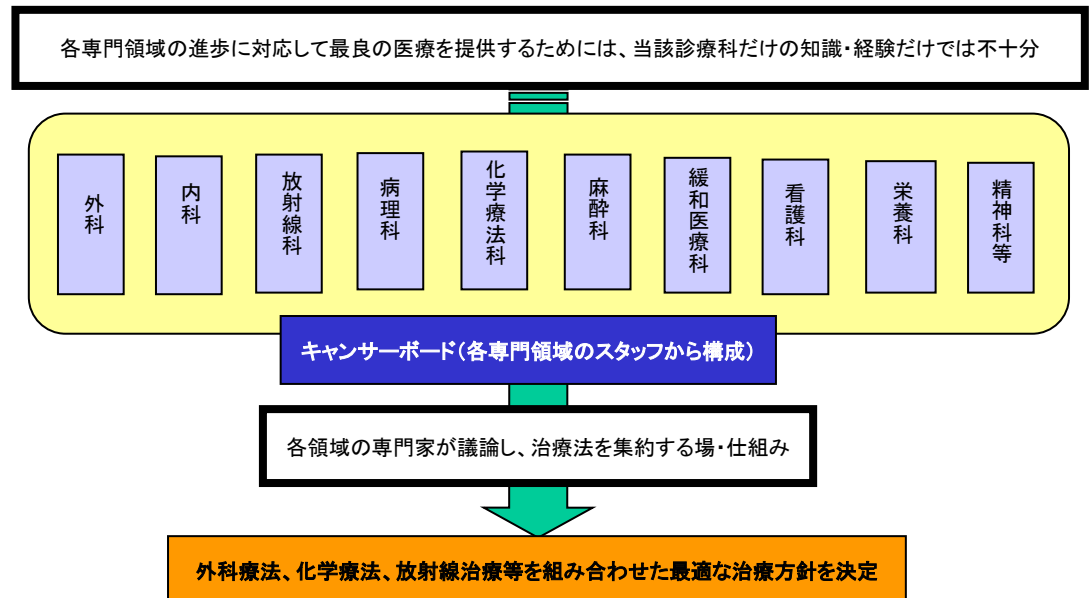 各専門領域の進歩に対応して最良の医療を提供するためには、当該診療科だけの知識・経験だけでは不十分
外科
内科
放射線科
病理科
化学療法科
麻酔科
緩和医療科
看護科
栄養科
精神科等
キャンサーボード(各専門領域のスタッフから構成)
各領域の専門家が議論し、治療法を集約する場・仕組み
外科療法、化学療法、放射線治療等を組み合わせた最適な治療方針を決定